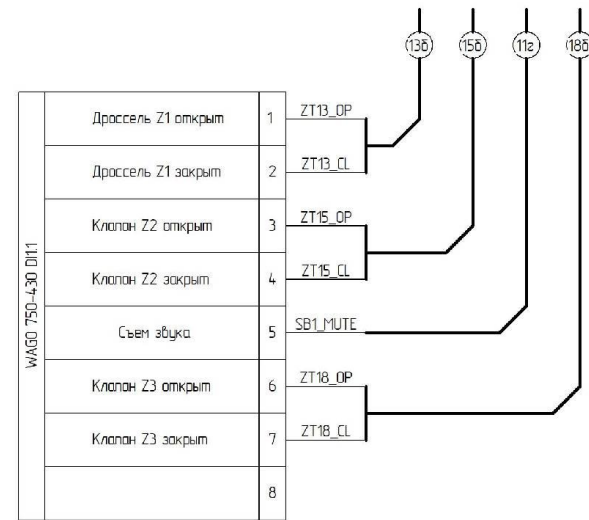 13б 15б 11г 18б
Дроссель Z1 открыт 1 ZT13_OP
Дроссель Z1 закрыт 2 ZT13_CL
Клапан Z2 открыт 3 ZT15_OP
Клапан Z2 закрыт 4 ZT15_CL
Съем звука 5 SB1_MUTE
Клапан Z3 открыт 6 ZT18_OP
Клапан Z3 закрыт 7 ZT18_CL
8
WAGO 750-430 DI1.1